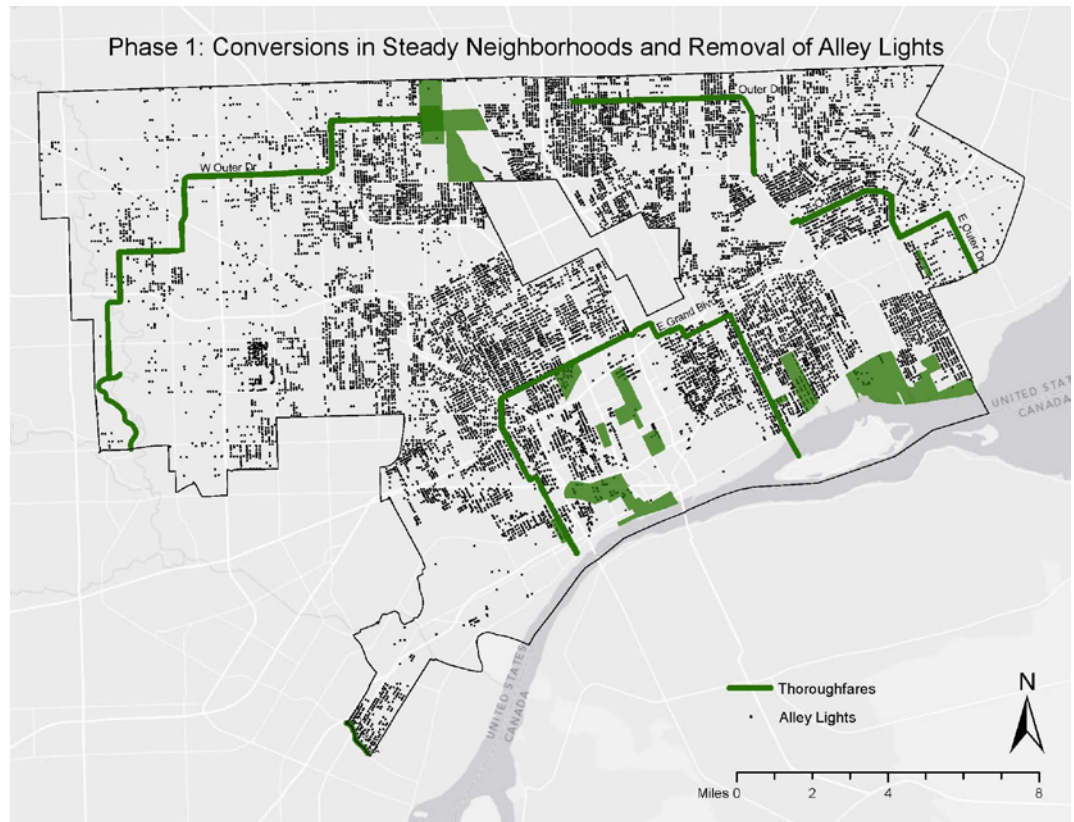 Phase 1: Conversions in Steady Neighborhoods and Removal of Alley Lights
E Outer Dr
W Outer Dr
E Outer Dr
E Grand Blvd
UNITED STATES
CANADA
UNITED STATES
CANADA
Thoroughfares
Alley Lights
N
Miles 0 2 4 8